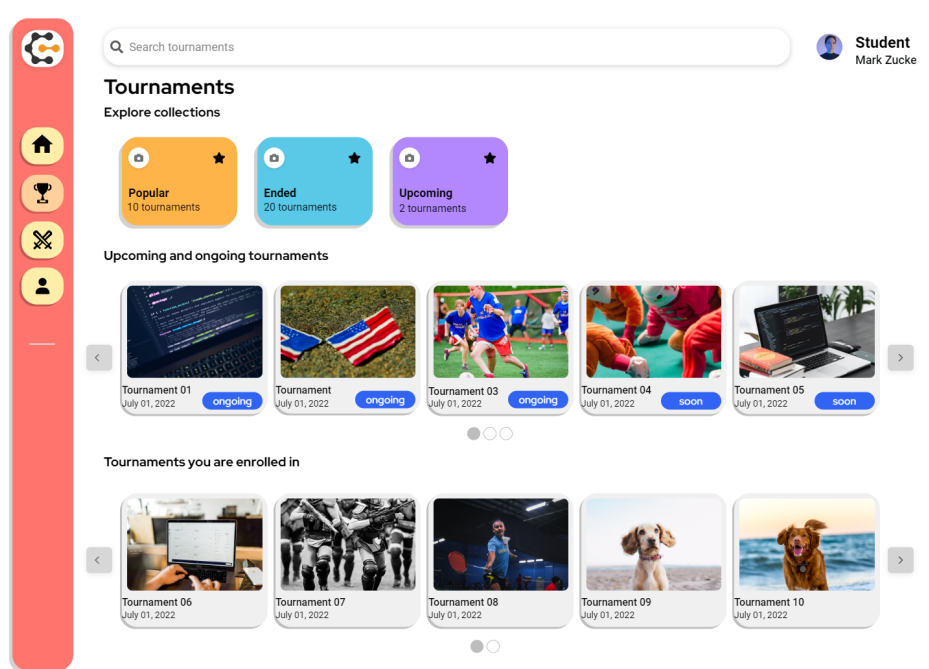 Search tournaments
Student
Mark Zucke
Tournaments
Explore collections
Popular
10 tournaments
Ended
20 tournaments
Upcoming
2 tournaments
Upcoming and ongoing tournaments
Tournament 01
July 01, 2022
ongoing
Tournament
July 01, 2022
ongoing
Tournament 03
July 01, 2022
ongoing
Tournament 04
July 01, 2022
soon
Tournament 05
July 01, 2022
soon
Tournaments you are enrolled in
Tournament 06
July 01, 2022
Tournament 07
July 01, 2022
Tournament 08
July 01, 2022
Tournament 09
July 01, 2022
Tournament 10
July 01, 2022